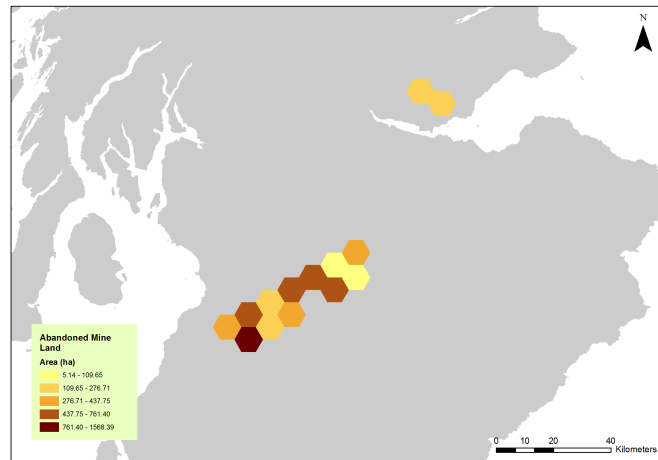 N
Abandoned Mine
Land
Area (ha)
5.14 - 109.65
109.65 - 276.71
276.71 - 437.75
437.75 - 761.40
761.40 - 1568.39
0 10 20 40
Kilometers